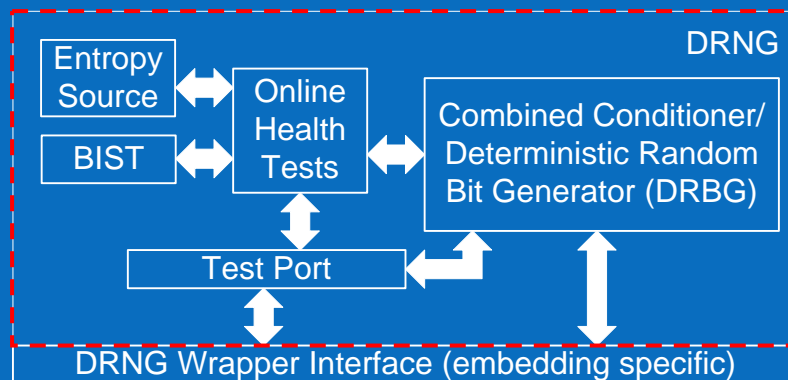 DRNG
Entropy
Source
Online
Health
Tests
BIST
Combined Conditioner/
Deterministic Random
Bit Generator (DRBG)
Test Port
DRNG Wrapper Interface (embedding specific)